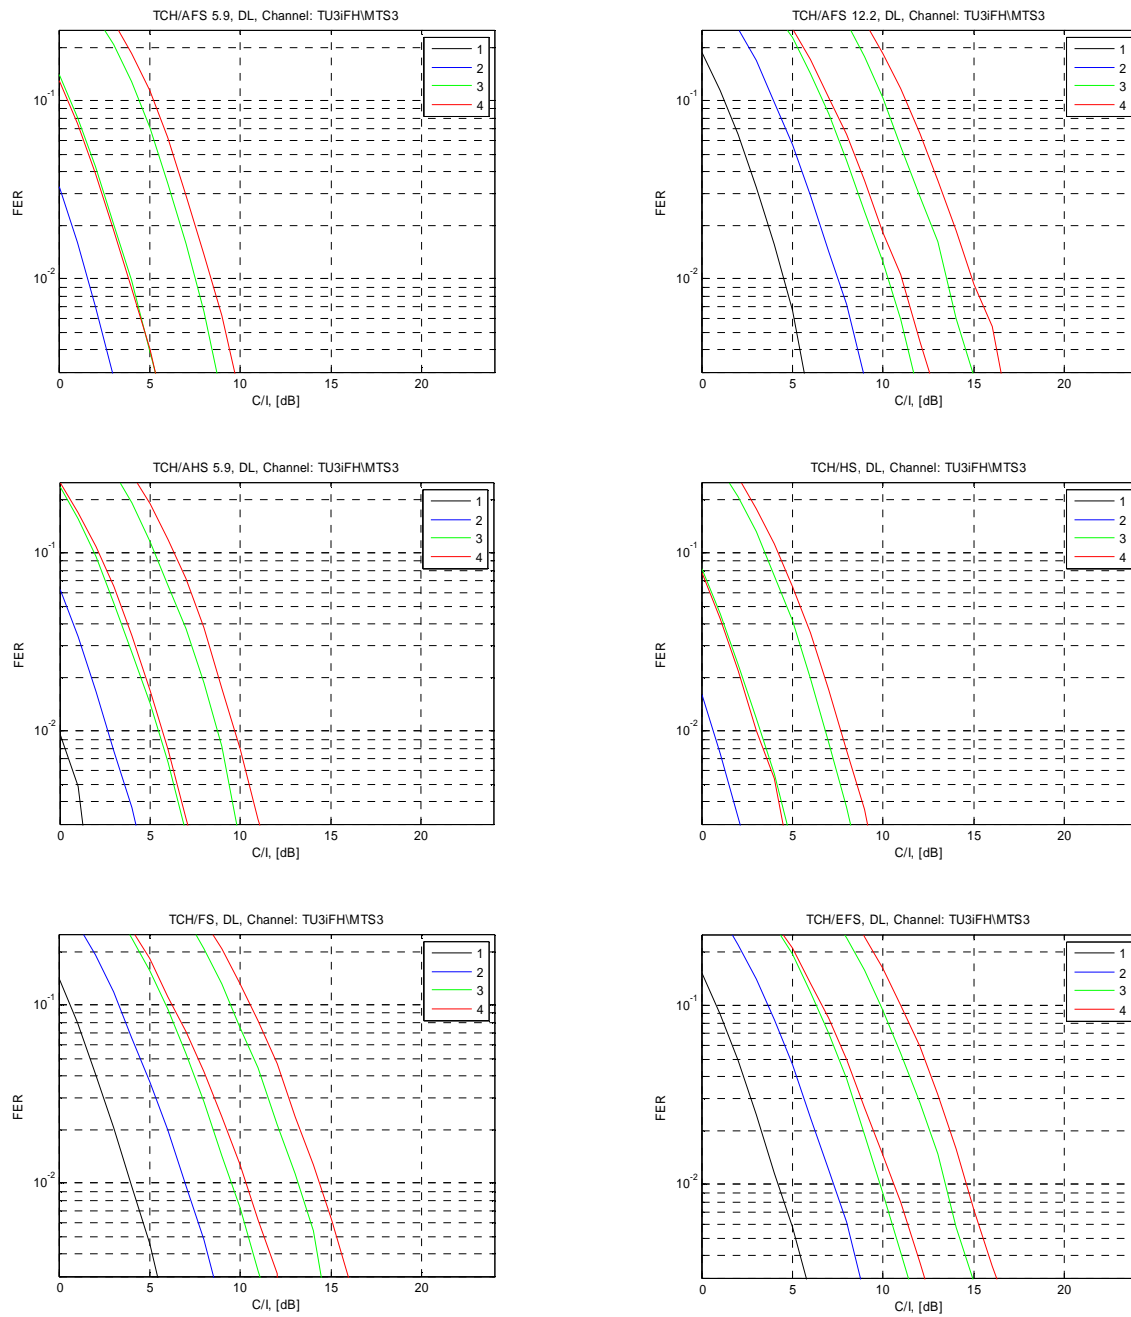 TCH/AFS 5.9, DL, Channel: TU3iFH\MTS3
1
2
3
4
10^-1
10^-2
FER
0 5 10 15 20
C/I, [dB]
TCH/AFS 12.2, DL, Channel: TU3iFH\MTS3
1
2
3
4
10^-1
10^-2
FER
0 5 10 15 20
C/I, [dB]
TCH/AHS 5.9, DL, Channel: TU3iFH\MTS3
1
2
3
4
10^-1
10^-2
FER
0 5 10 15 20
C/I, [dB]
TCH/HS, DL, Channel: TU3iFH\MTS3
1
2
3
4
10^-1
10^-2
FER
0 5 10 15 20
C/I, [dB]
TCH/FS, DL, Channel: TU3iFH\MTS3
1
2
3
4
10^-1
10^-2
FER
0 5 10 15 20
C/I, [dB]
TCH/EFS, DL, Channel: TU3iFH\MTS3
1
2
3
4
10^-1
10^-2
FER
0 5 10 15 20
C/I, [dB]